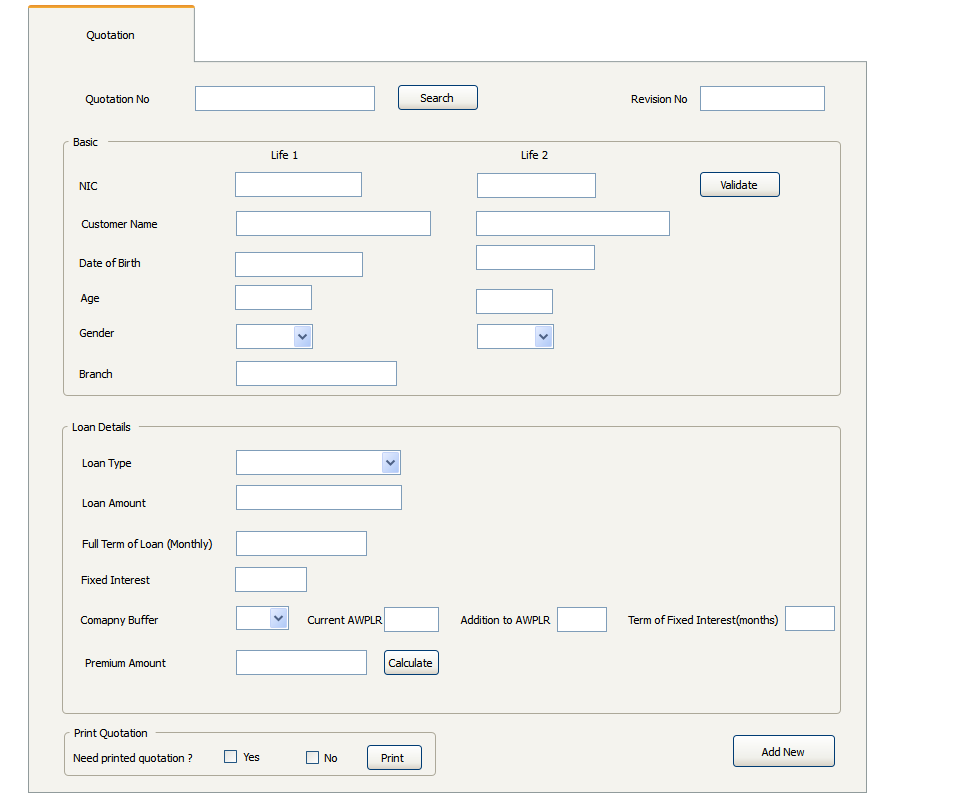 Quotation
Quotation No Search Revision No
Basic
Life 1 Life 2
NIC Validate
Customer Name
Date of Birth
Age
Gender
Branch
Loan Details
Loan Type
Loan Amount
Full Term of Loan (Monthly)
Fixed Interest
Comapny Buffer Current AWPLR Addition to AWPLR Term of Fixed Interest(months)
Premium Amount Calculate
Print Quotation
Need printed quotation ? Yes No Print Add New